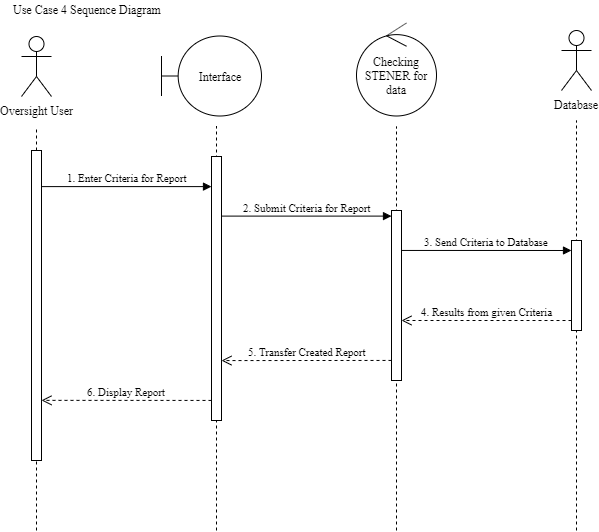 Use Case 4 Sequence Diagram
Oversight User
Interface
Checking
STENER for
data
Database
1. Enter Criteria for Report
2. Submit Criteria for Report
3. Send Criteria to Database
4. Results from given Criteria
5. Transfer Created Report
6. Display Report